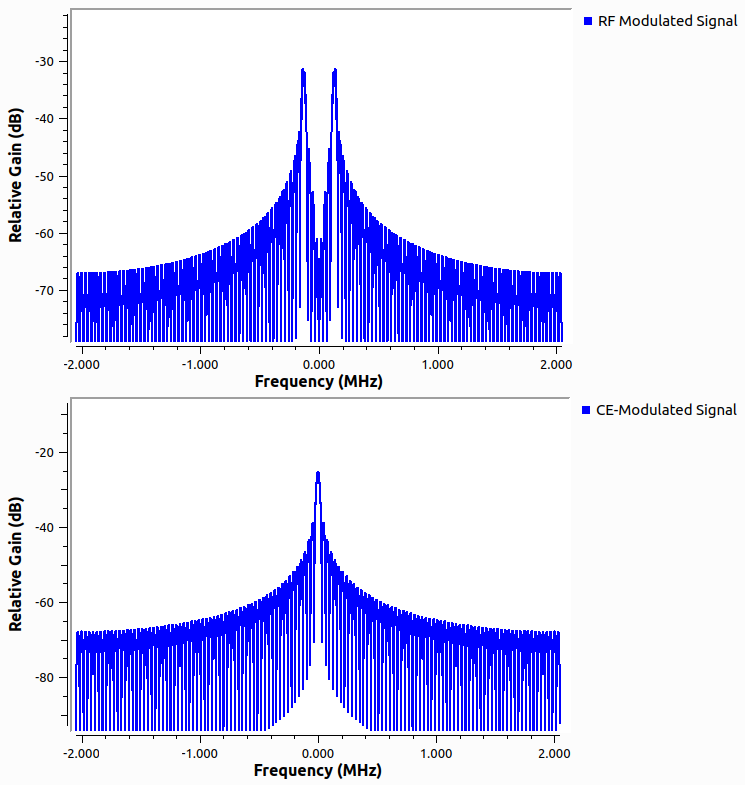 RF Modulated Signal
-30
-40
-50
-60
-70
Relative Gain (dB)
-2.000 -1.000 0.000 1.000 2.000
Frequency (MHz)
CE-Modulated Signal
-20
-40
-60
-80
Relative Gain (dB)
-2.000 -1.000 0.000 1.000 2.000
Frequency (MHz)